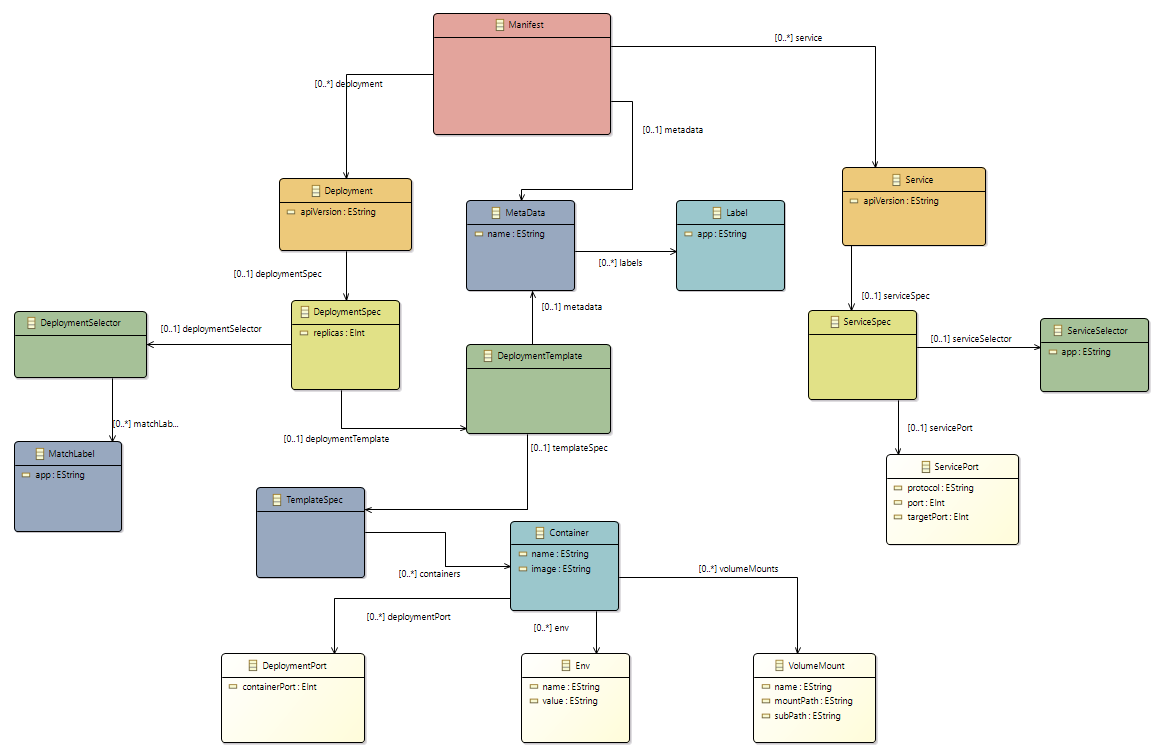 Manifest
[0..*] service
[0..*] deployment
[0..1] metadata
Deployment
apiVersion : EString
Service
apiVersion : EString
MetaData
name : EString
Label
app : EString
[0..*] labels
[0..1] deploymentSpec
[0..1] serviceSpec
[0..1] metadata
DeploymentSelector
[0..1] deploymentSelector
DeploymentSpec
replicas : EInt
ServiceSpec
[0..1] serviceSelector
ServiceSelector
app : EString
DeploymentTemplate
[0..*] matchLab...
[0..1] deploymentTemplate
[0..1] templateSpec
[0..1] servicePort
MatchLabel
app : EString
ServicePort
protocol : EString
port : EInt
targetPort : EInt
TemplateSpec
Container
name : EString
image : EString
[0..*] containers
[0..*] volumeMounts
[0..*] deploymentPort
[0..*] env
DeploymentPort
containerPort : EInt
Env
name : EString
value : EString
VolumeMount
name : EString
mountPath : EString
subPath : EString